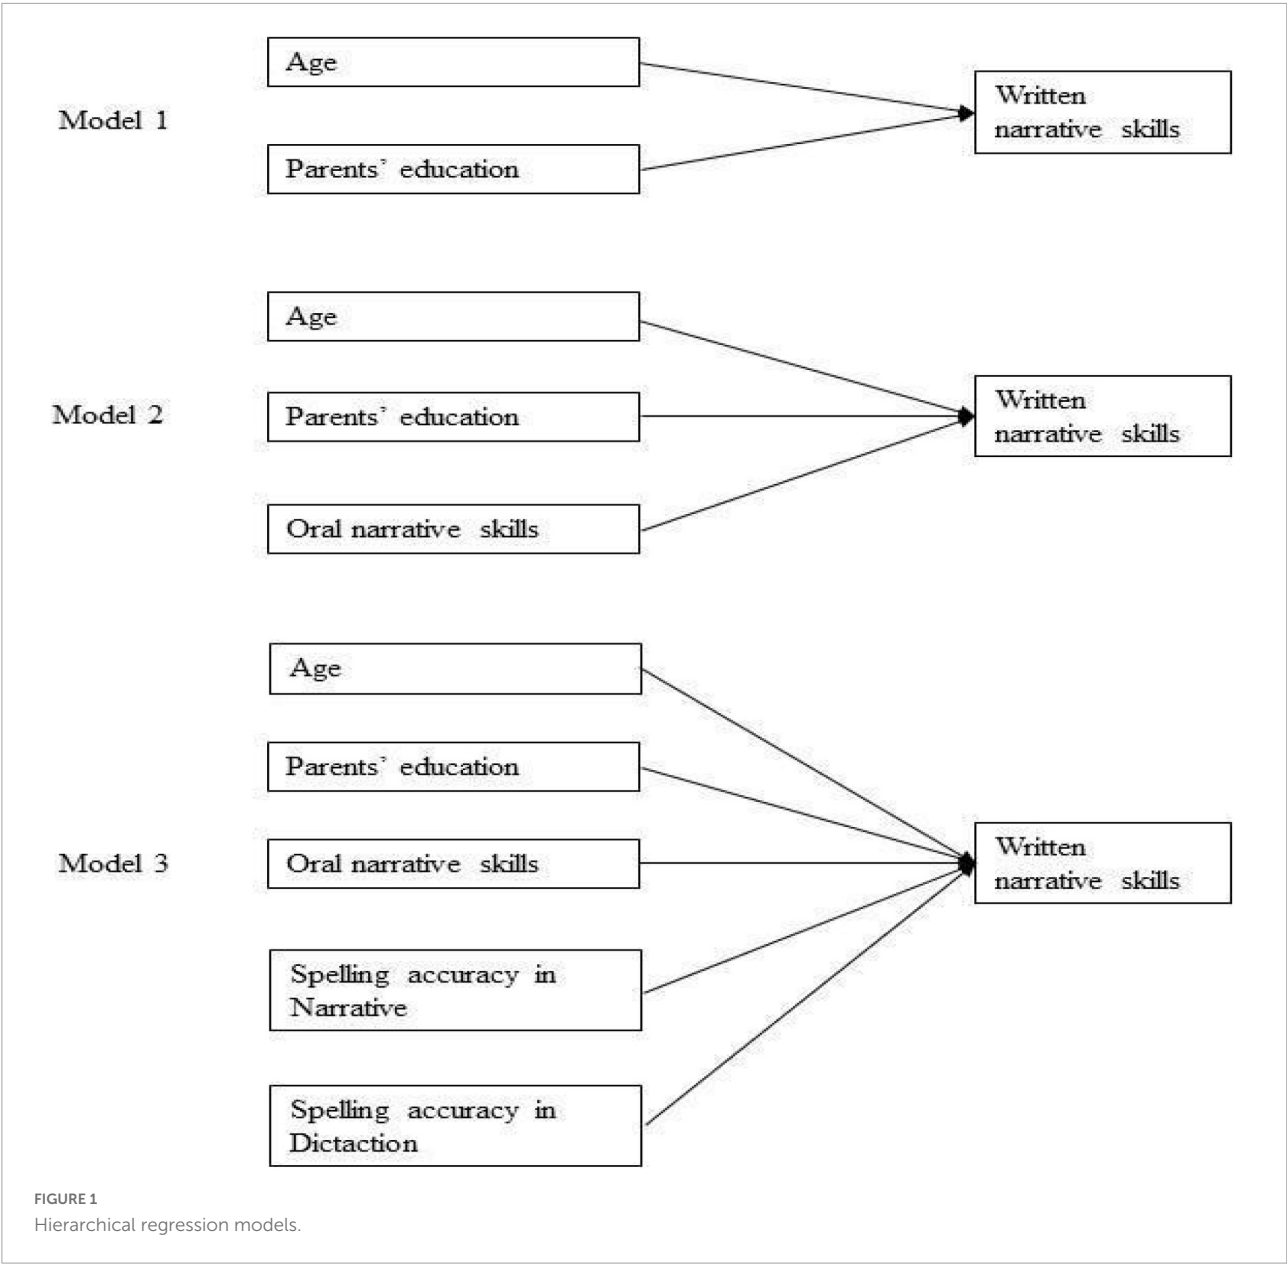 Age
Model 1
Parents’ education
Written
narrative skills
Age
Model 2
Parents’ education
Oral narrative skills
Written
narrative skills
Age
Parents’ education
Model 3
Oral narrative skills
Spelling accuracy in
Narrative
Spelling accuracy in
Dictaction
Written
narrative skills
FIGURE 1
Hierarchical regression models.